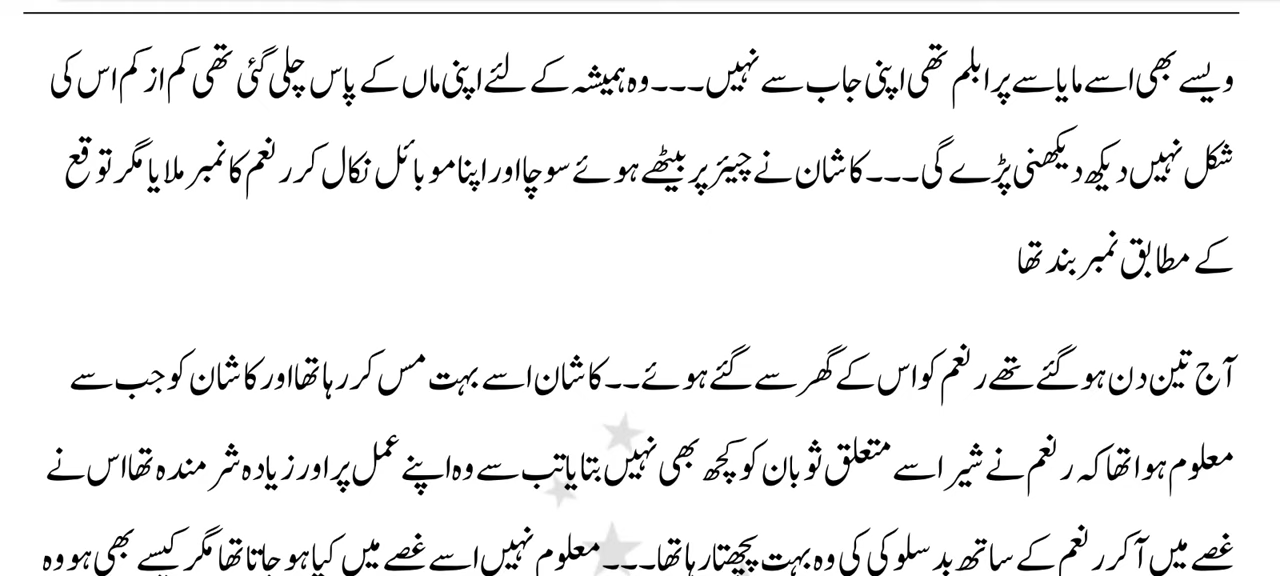 ویسے بھی اسے مایا سے پرابلم تھی اپنی جاب سے نہیں۔۔۔ وہ ہمیشہ کے لئے اپنی ماں کے پاس چلی گئی تھی کم از کم اس کی
شکل نہیں دیکھ دیکھنی پڑے گی۔۔۔ کاشان نے چیئر پر بیٹھے ہوئے سوچا اور اپنا موبائل نکال کر رنعم کا نمبر ملایا مگر توقع
کے مطابق نمبر بند تھا
آج تین دن ہو گئے تھے رنعم کو اس کے گھر سے گئے ہوئے۔۔ کاشان اسے بہت مس کر رہا تھا اور کاشان کو جب سے
معلوم ہوا تھا کہ رنعم نے شیرا سے متعلق ثوبان کو کچھ بھی نہیں بتایا تب سے وہ اپنے عمل پر اور زیادہ شرمندہ تھا اس نے
غصے میں آ کر رنعم کے ساتھ بد سلوکی کی وہ بہت پچھتا رہا تھا۔۔۔ معلوم نہیں اسے غصے میں کیا ہو جاتا تھا مگر کیسے بھی ہو وہ